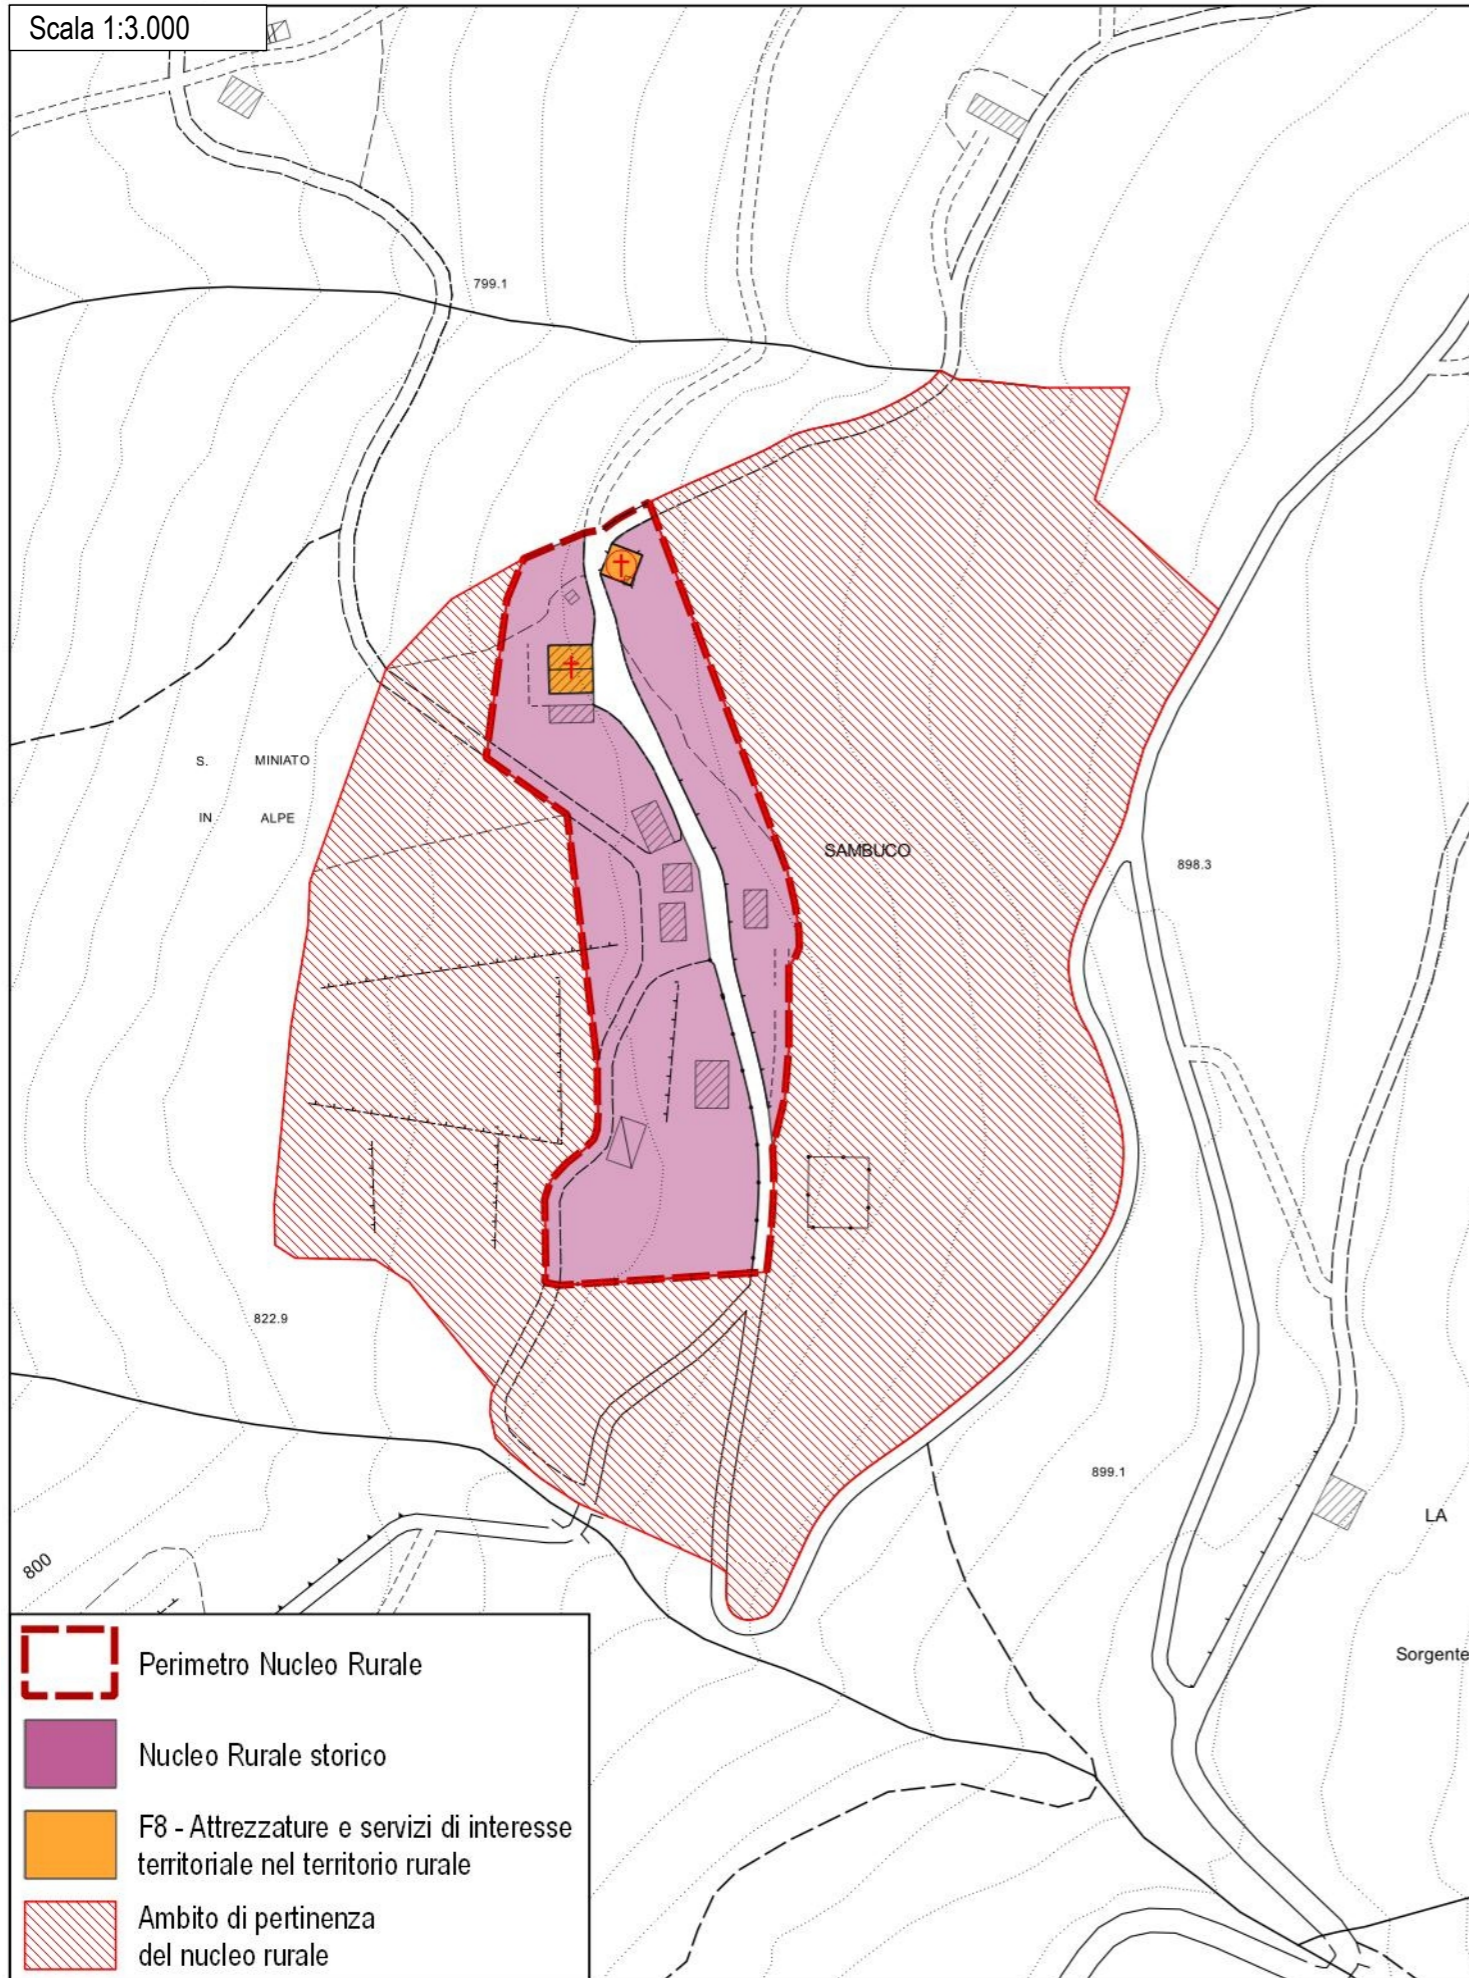 Scala 1:3.000
799.1
S. MINIATO
IN ALPE
SAMBUCO
898.3
822.9
899.1
LA
800
Sorgente
Perimetro Nucleo Rurale
Nucleo Rurale storico
F8 - Attrezzature e servizi di interesse
territoriale nel territorio rurale
Ambito di pertinenza
del nucleo rurale